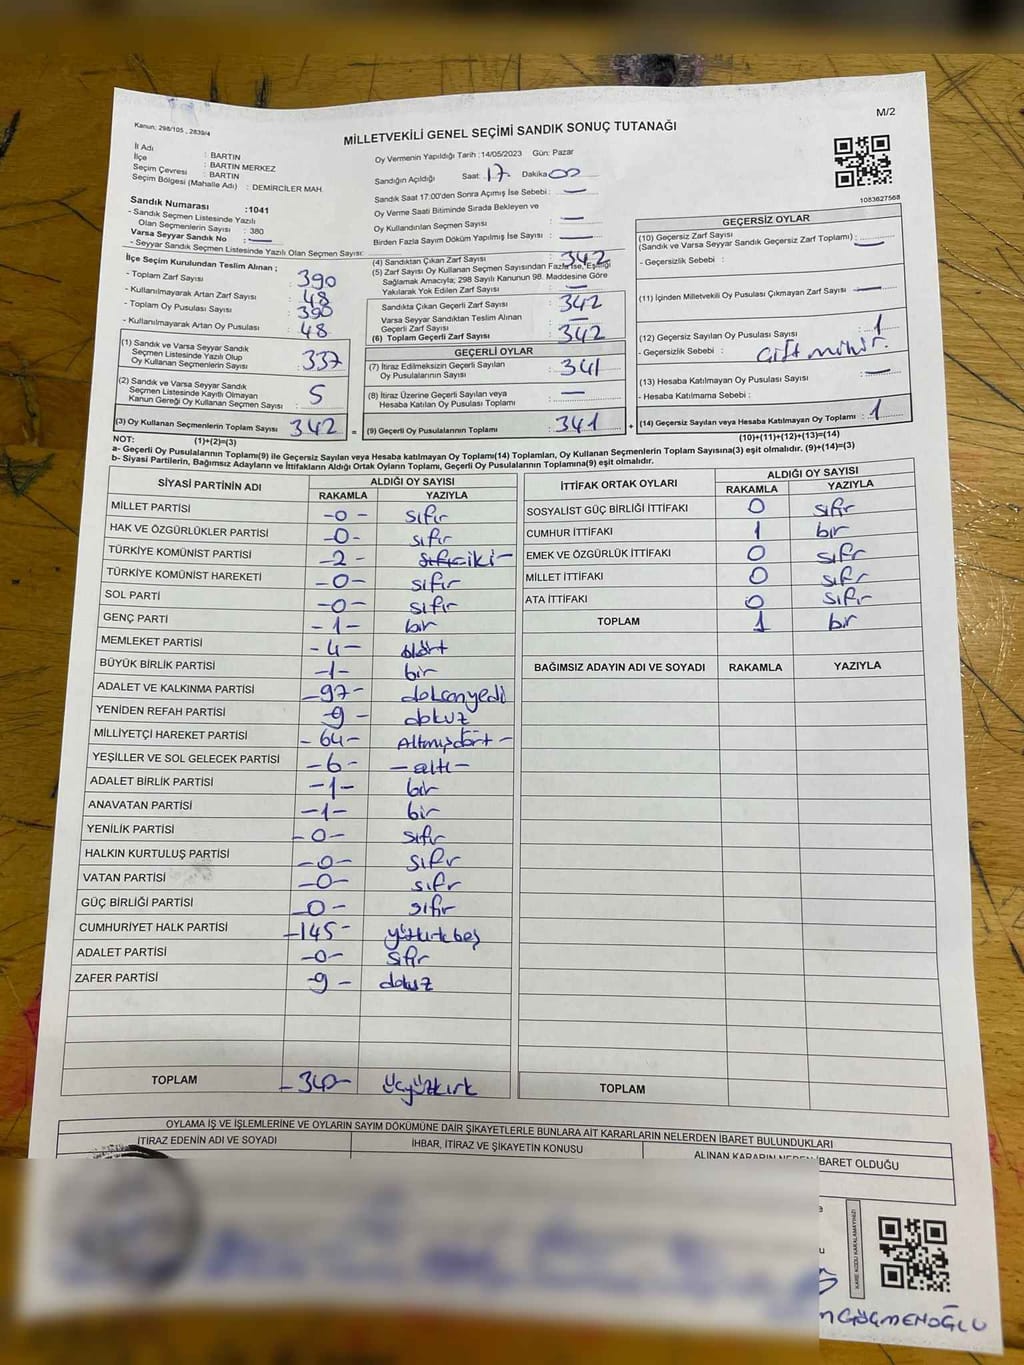 M/2
Kanun: 298/105 , 2839/4
MİLLETVEKİLİ GENEL SEÇİMİ SANDIK SONUÇ TUTANAĞI
İl Adı : BARTIN
İlçe : BARTIN MERKEZ
Seçim Çevresi : BARTIN
Seçim Bölgesi (Mahalle Adı) : DEMİRCİLER MAH.
Sandık Numarası :1041
- Sandık Seçmen Listesinde Yazılı
Olan Seçmenlerin Sayısı : 380
Varsa Seyyar Sandık No : —
- Seyyar Sandık Seçmen Listesinde Yazılı Olan Seçmen Sayısı:
İlçe Seçim Kurulundan Teslim Alınan ;
- Toplam Zarf Sayısı : 390
- Kullanılmayarak Artan Zarf Sayısı : 48
- Toplam Oy Pusulası Sayısı : 390
- Kullanılmayarak Artan Oy Pusulası : 48
(1) Sandık ve Varsa Seyyar Sandık
Seçmen Listesinde Yazılı Olup
Oy Kullanan Seçmenlerin Sayısı : 337
(2) Sandık ve Varsa Seyyar Sandık
Seçmen Listesinde Kayıtlı Olmayan
Kanun Gereği Oy Kullanan Seçmen Sayısı : 5
(3) Oy Kullanan Seçmenlerin Toplam Sayısı 342 =
Oy Vermenin Yapıldığı Tarih :14/05/2023 Gün: Pazar
Sandığın Açıldığı Saat: 17 Dakika 00
Sandık Saat 17:00'den Sonra Açımış İse Sebebi : —
Oy Verme Saati Bitiminde Sırada Bekleyen ve
Oy Kullandırılan Seçmen Sayısı : —
Birden Fazla Sayım Döküm Yapılmış İse Sayısı : —
(4) Sandıktan Çıkan Zarf Sayısı : 342
(5) Zarf Sayısı Oy Kullanan Seçmen Sayısından Fazla İse, Eşitliği
Sağlamak Amacıyla; 298 Sayılı Kanunun 98. Maddesine Göre
Yakılarak Yok Edilen Zarf Sayısı : —
Sandıkta Çıkan Geçerli Zarf Sayısı : 342
Varsa Seyyar Sandıktan Teslim Alınan
Geçerli Zarf Sayısı : —
(6) Toplam Geçerli Zarf Sayısı : 342
GEÇERLİ OYLAR
(7) İtiraz Edilmeksizin Geçerli Sayılan
Oy Pusulalarının Sayısı : 341
(8) İtiraz Üzerine Geçerli Sayılan veya
Hesaba Katılan Oy Pusulası Toplamı : —
(9) Geçerli Oy Pusulalarının Toplamı : 341 +
1083627568
GEÇERSİZ OYLAR
(10) Geçersiz Zarf Sayısı
(Sandık ve Varsa Seyyar Sandık Geçersiz Zarf Toplamı) : —
- Geçersizlik Sebebi :
(11) İçinden Milletvekili Oy Pusulası Çıkmayan Zarf Sayısı —
(12) Geçersiz Sayılan Oy Pusulası Sayısı : 1
- Geçersizlik Sebebi : Çift mühür.
(13) Hesaba Katılmayan Oy Pusulası Sayısı : —
- Hesaba Katılmama Sebebi :
(14) Geçersiz Sayılan veya Hesaba Katılmayan Oy Toplamı : 1
NOT: (1)+(2)=(3) (10)+(11)+(12)+(13)=(14)
a- Geçerli Oy Pusulalarının Toplamı(9) ile Geçersiz Sayılan veya Hesaba katılmayan Oy Toplamı(14) Toplamları, Oy Kullanan Seçmenlerin Toplam Sayısına(3) eşit olmalıdır. (9)+(14)=(3)
b- Siyasi Partilerin, Bağımsız Adayların ve İttifakların Aldığı Ortak Oyların Toplamı, Geçerli Oy Pusulalarının Toplamına(9) eşit olmalıdır.
SİYASİ PARTİNİN ADI ALDIĞI OY SAYISI
RAKAMLA YAZIYLA
MİLLET PARTİSİ -0- sıfır
HAK VE ÖZGÜRLÜKLER PARTİSİ -0- sıfır
TÜRKİYE KOMÜNİST PARTİSİ -2- sıfır iki-
TÜRKİYE KOMÜNİST HAREKETİ -0- sıfır
SOL PARTİ -0- sıfır
GENÇ PARTİ -1- bir
MEMLEKET PARTİSİ -4- dört
BÜYÜK BİRLİK PARTİSİ -1- bir
ADALET VE KALKINMA PARTİSİ -97- doksanyedi
YENİDEN REFAH PARTİSİ -9- dokuz
MİLLİYETÇİ HAREKET PARTİSİ -64- Altmışdört-
YEŞİLLER VE SOL GELECEK PARTİSİ -6- -altı-
ADALET BİRLİK PARTİSİ -1- bir
ANAVATAN PARTİSİ -1- bir
YENİLİK PARTİSİ -0- sıfır
HALKIN KURTULUŞ PARTİSİ -0- sıfır
VATAN PARTİSİ -0- sıfır
GÜÇ BİRLİĞİ PARTİSİ -0- sıfır
CUMHURİYET HALK PARTİSİ -145- yüzkırkbeş
ADALET PARTİSİ -0- sıfır
ZAFER PARTİSİ -9- dokuz
TOPLAM -340- üçyüzkırk
İTTİFAK ORTAK OYLARI ALDIĞI OY SAYISI
RAKAMLA YAZIYLA
SOSYALİST GÜÇ BİRLİĞİ İTTİFAKI 0 sıfır
CUMHUR İTTİFAKI 1 bir
EMEK VE ÖZGÜRLÜK İTTİFAKI 0 sıfır
MİLLET İTTİFAKI 0 sıfır
ATA İTTİFAKI 0 sıfır
TOPLAM 1 bir
BAĞIMSIZ ADAYIN ADI VE SOYADI RAKAMLA YAZIYLA
TOPLAM
OYLAMA İŞ VE İŞLEMLERİNE VE OYLARIN SAYIM DÖKÜMÜNE DAİR ŞİKAYETLERLE BUNLARA AİT KARARLARIN NELERDEN İBARET BULUNDUKLARI
İTİRAZ EDENİN ADI VE SOYADI İHBAR, İTİRAZ VE ŞİKAYETİN KONUSU ALINAN KARARIN NEDEN İBARET OLDUĞU
KARE KODU KARALAMAYINIZ!
GÖÇMENOĞLU